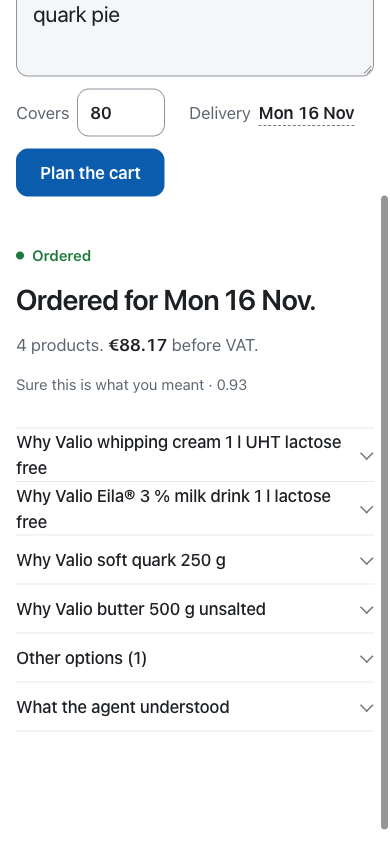 quark pie
Covers 80 Delivery Mon 16 Nov
Plan the cart
Ordered
Ordered for Mon 16 Nov.
4 products. €88.17 before VAT.
Sure this is what you meant · 0.93
Why Valio whipping cream 1 l UHT lactose
free
Why Valio Eila® 3 % milk drink 1 l lactose
free
Why Valio soft quark 250 g
Why Valio butter 500 g unsalted
Other options (1)
What the agent understood